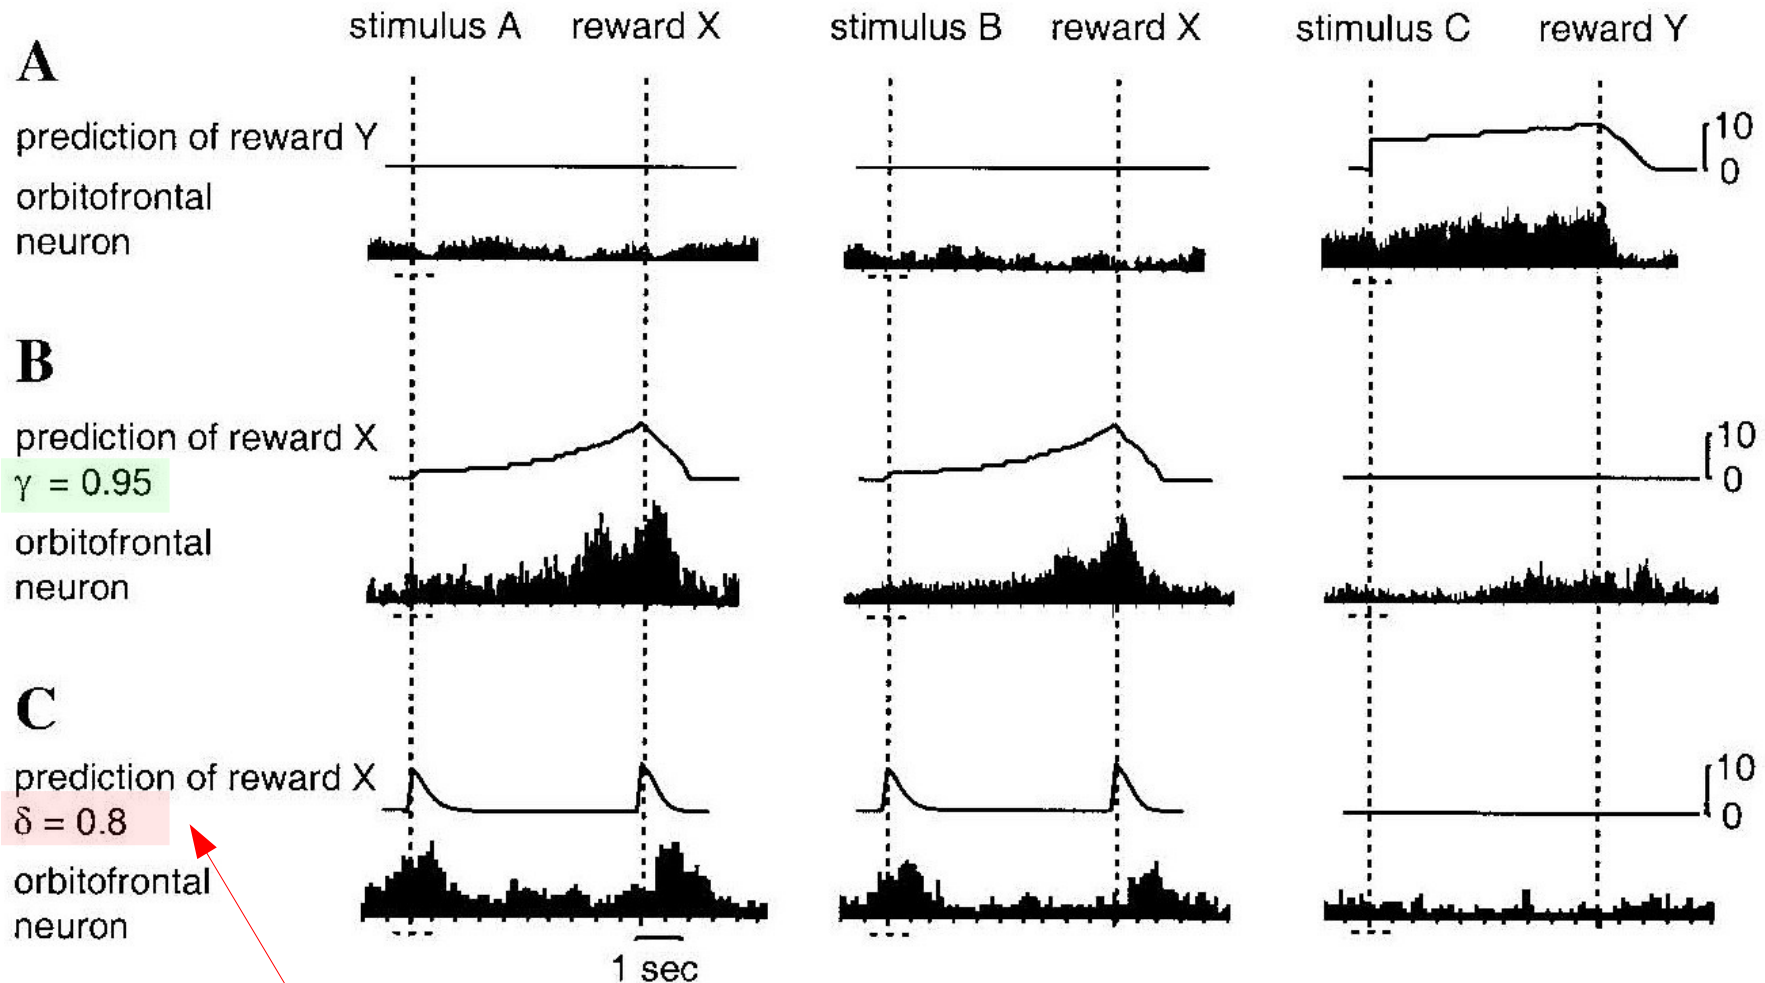 stimulus A reward X stimulus B reward X stimulus C reward Y
A
prediction of reward Y
10
0
orbitofrontal
neuron
B
prediction of reward X
10
0
γ = 0.95
orbitofrontal
neuron
C
prediction of reward X
10
0
δ = 0.8
orbitofrontal
neuron
1 sec